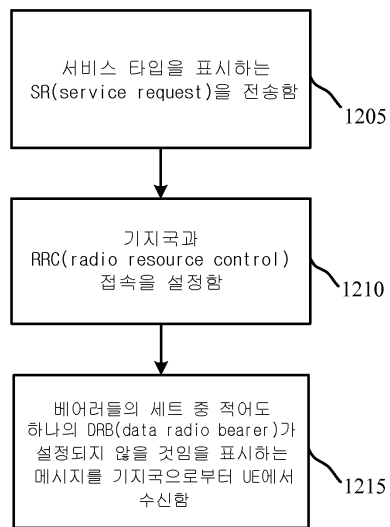 서비스 타입을 표시하는
SR(service request)을 전송함
1205
기지국과
RRC(radio resource control)
접속을 설정함
1210
베어러들의 세트 중 적어도
하나의 DRB(data radio bearer)가
설정되지 않을 것임을 표시하는
메시지를 기지국으로부터 UE에서
수신함
1215